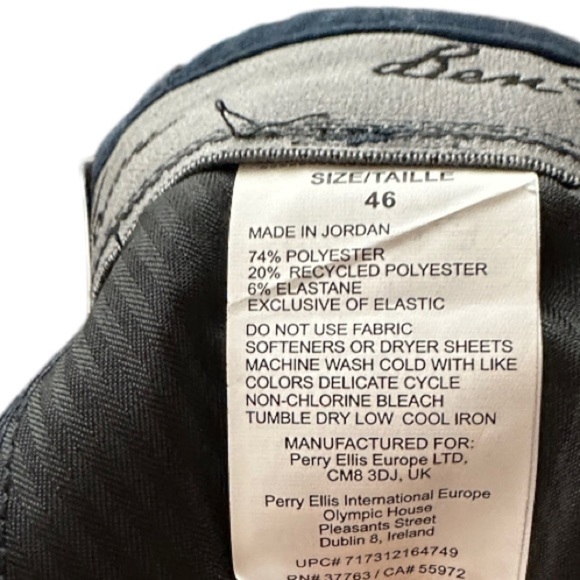 Ben
SIZE/TAILLE
46
MADE IN JORDAN
74% POLYESTER
20% RECYCLED POLYESTER
6% ELASTANE
EXCLUSIVE OF ELASTIC
DO NOT USE FABRIC
SOFTENERS OR DRYER SHEETS
MACHINE WASH COLD WITH LIKE
COLORS DELICATE CYCLE
NON-CHLORINE BLEACH
TUMBLE DRY LOW COOL IRON
MANUFACTURED FOR:
Perry Ellis Europe LTD,
CM8 3DJ, UK
Perry Ellis International Europe
Olympic House
Pleasants Street
Dublin 8, Ireland
UPC# 717312164749
RN# 37763 / CA# 55972